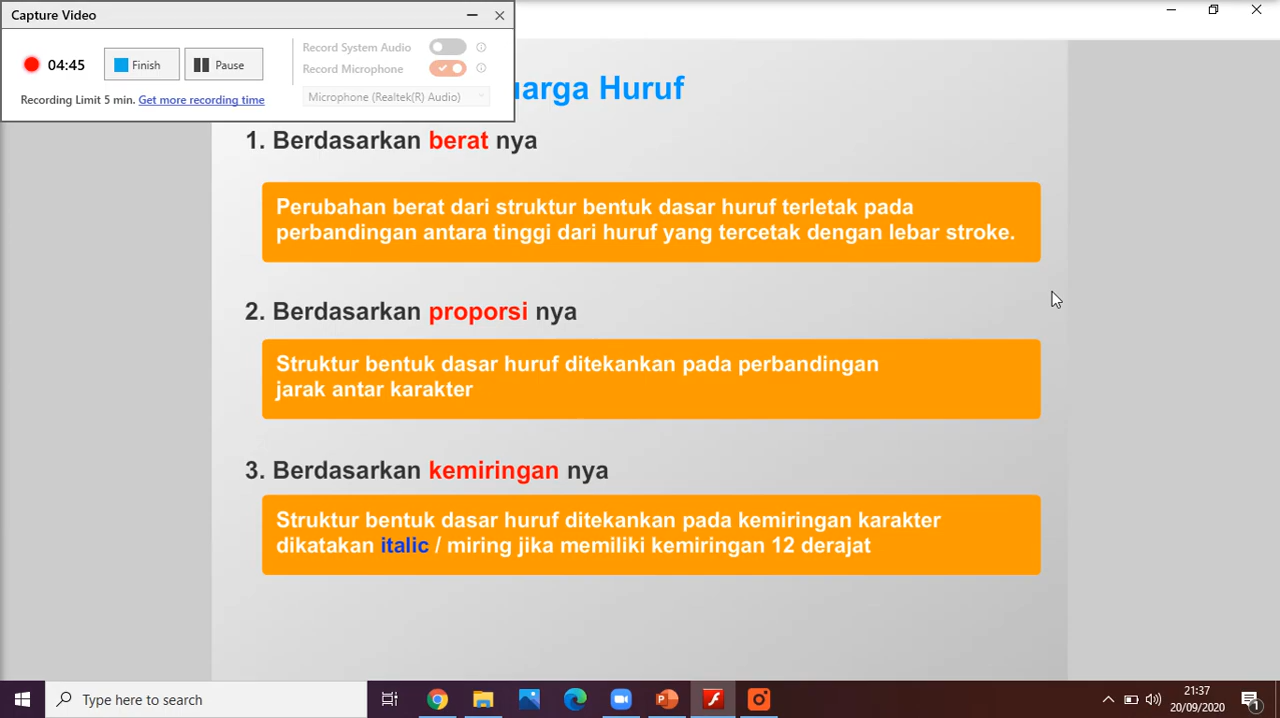 Capture Video
04:45
Finish
Pause
Record System Audio
Record Microphone
Microphone (Realtek(R) Audio)
Recording Limit 5 min. Get more recording time
Huruf
1. Berdasarkan berat nya
Perubahan berat dari struktur bentuk dasar huruf terletak pada
perbandingan antara tinggi dari huruf yang tercetak dengan lebar stroke.
2. Berdasarkan proporsi nya
Struktur bentuk dasar huruf ditekankan pada perbandingan
jarak antar karakter
3. Berdasarkan kemiringan nya
Struktur bentuk dasar huruf ditekankan pada kemiringan karakter
dikatakan italic / miring jika memiliki kemiringan 12 derajat
Type here to search
21:37
20/09/2020
1